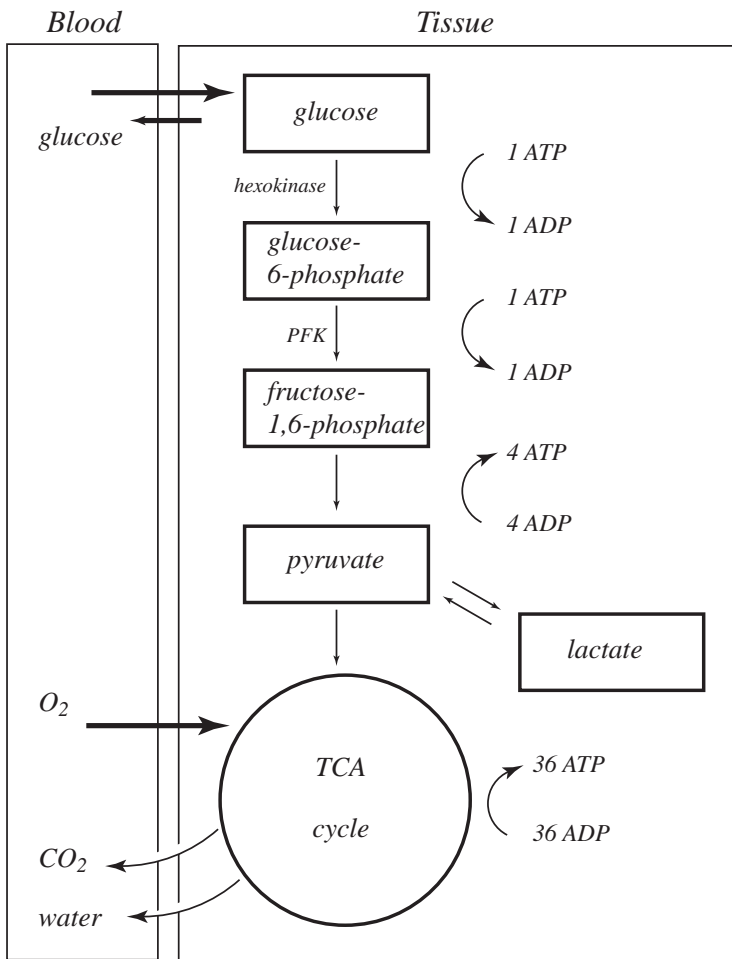 Blood
Tissue
glucose
glucose
hexokinase
1 ATP
1 ADP
glucose-
6-phosphate
PFK
1 ATP
1 ADP
fructose-
1,6-phosphate
4 ATP
4 ADP
pyruvate
lactate
O2
TCA
cycle
36 ATP
36 ADP
CO2
water